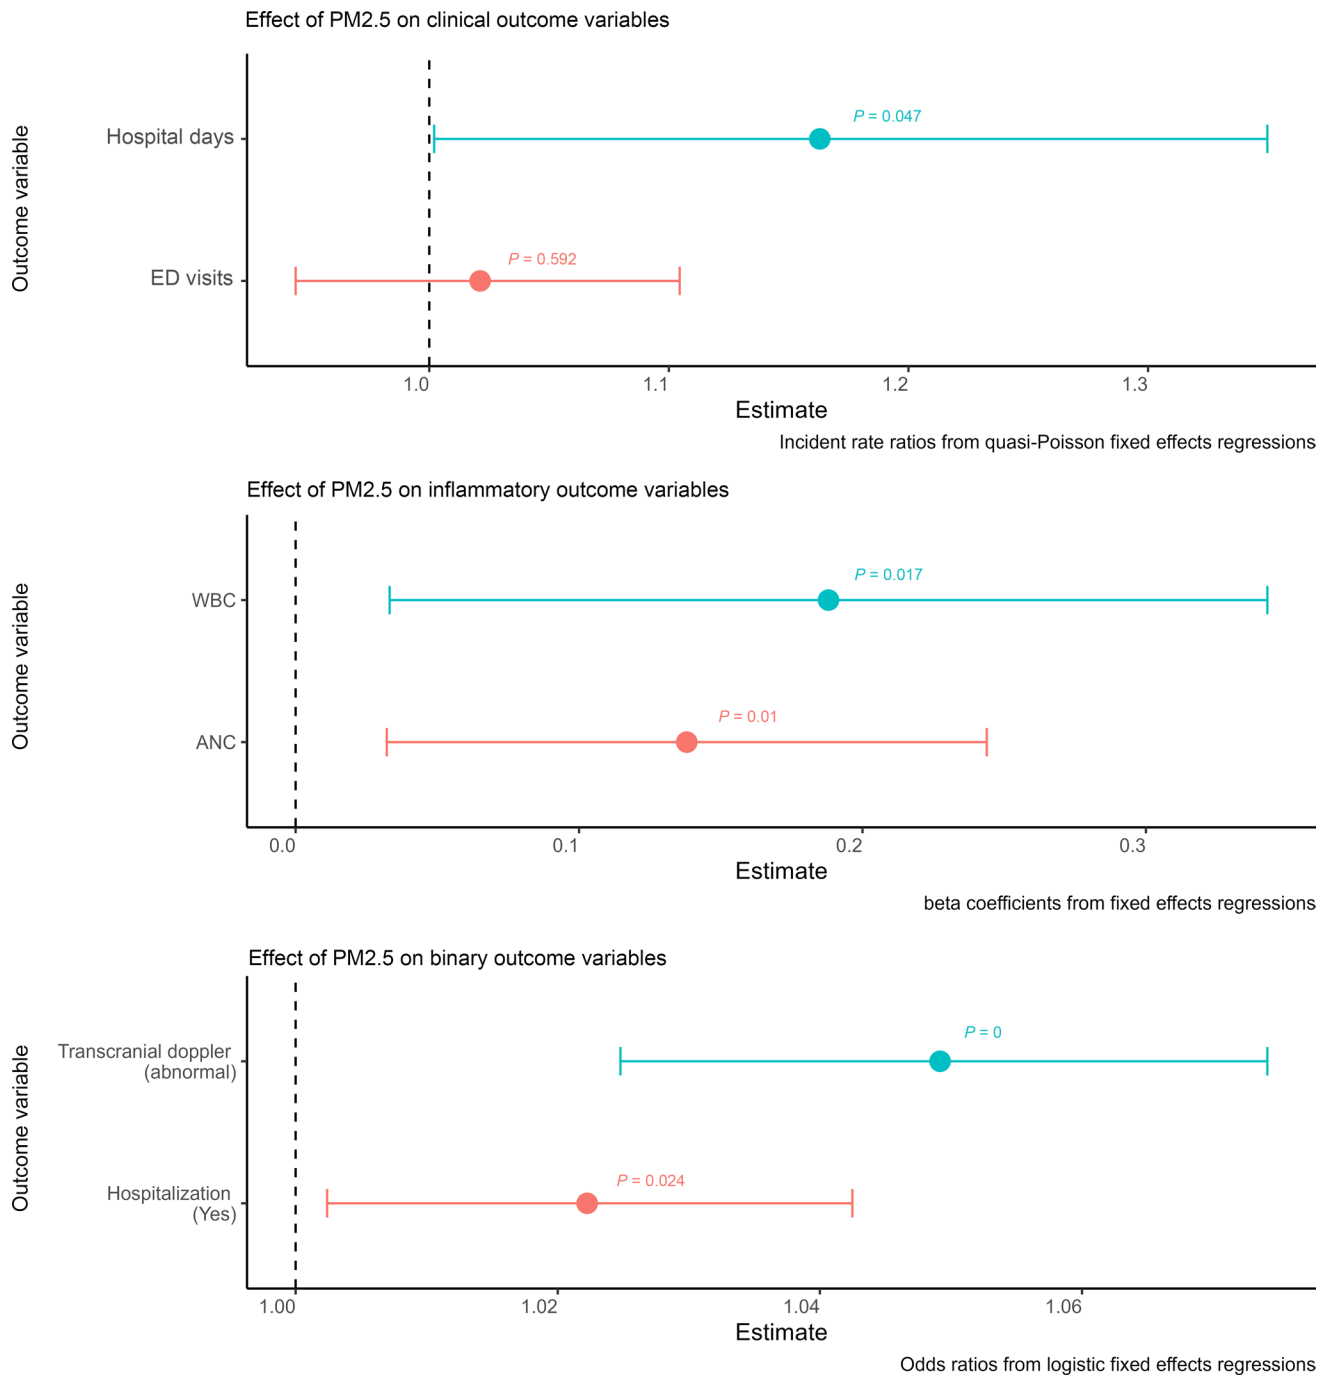 Effect of PM2.5 on clinical outcome variables
Outcome variable
Hospital days
P = 0.047
ED visits
P = 0.592
1.0 1.1 1.2 1.3
Estimate
Incident rate ratios from quasi-Poisson fixed effects regressions
Effect of PM2.5 on inflammatory outcome variables
Outcome variable
WBC
P = 0.017
ANC
P = 0.01
0.0 0.1 0.2 0.3
Estimate
beta coefficients from fixed effects regressions
Effect of PM2.5 on binary outcome variables
Outcome variable
Transcranial doppler
(abnormal)
P = 0
Hospitalization
(Yes)
P = 0.024
1.00 1.02 1.04 1.06
Estimate
Odds ratios from logistic fixed effects regressions